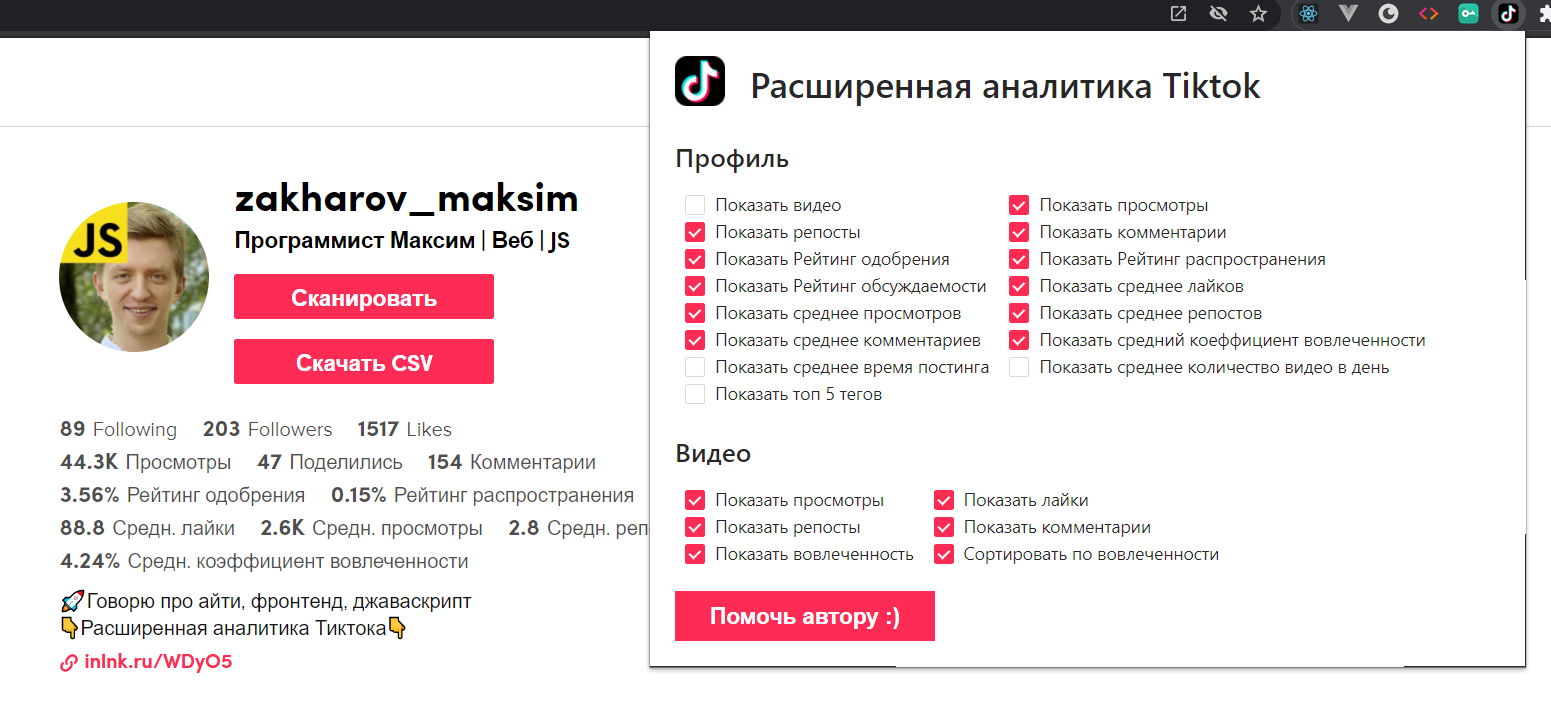 Расширенная аналитика Tiktok
Профиль
Показать видео
Показать просмотры
Показать репосты
Показать комментарии
Показать Рейтинг одобрения
Показать Рейтинг распространения
Показать Рейтинг обсуждаемости
Показать среднее лайков
Показать среднее просмотров
Показать среднее репостов
Показать среднее комментариев
Показать средний коэффициент вовлеченности
Показать среднее время постинга
Показать среднее количество видео в день
Показать топ 5 тегов
Видео
Показать просмотры
Показать лайки
Показать репосты
Показать комментарии
Показать вовлеченность
Сортировать по вовлеченности
Помочь автору :)
JS
zakharov_maksim
Программист Максим | Веб | JS
Сканировать
Скачать CSV
89 Following 203 Followers 1517 Likes
44.3K Просмотры 47 Поделились 154 Комментарии
3.56% Рейтинг одобрения 0.15% Рейтинг распространения
88.8 Средн. лайки 2.6K Средн. просмотры 2.8 Средн. реп
4.24% Средн. коэффициент вовлеченности
🚀Говорю про айти, фронтенд, джаваскрипт
👇Расширенная аналитика Тиктока👇
inlnk.ru/WDyO5